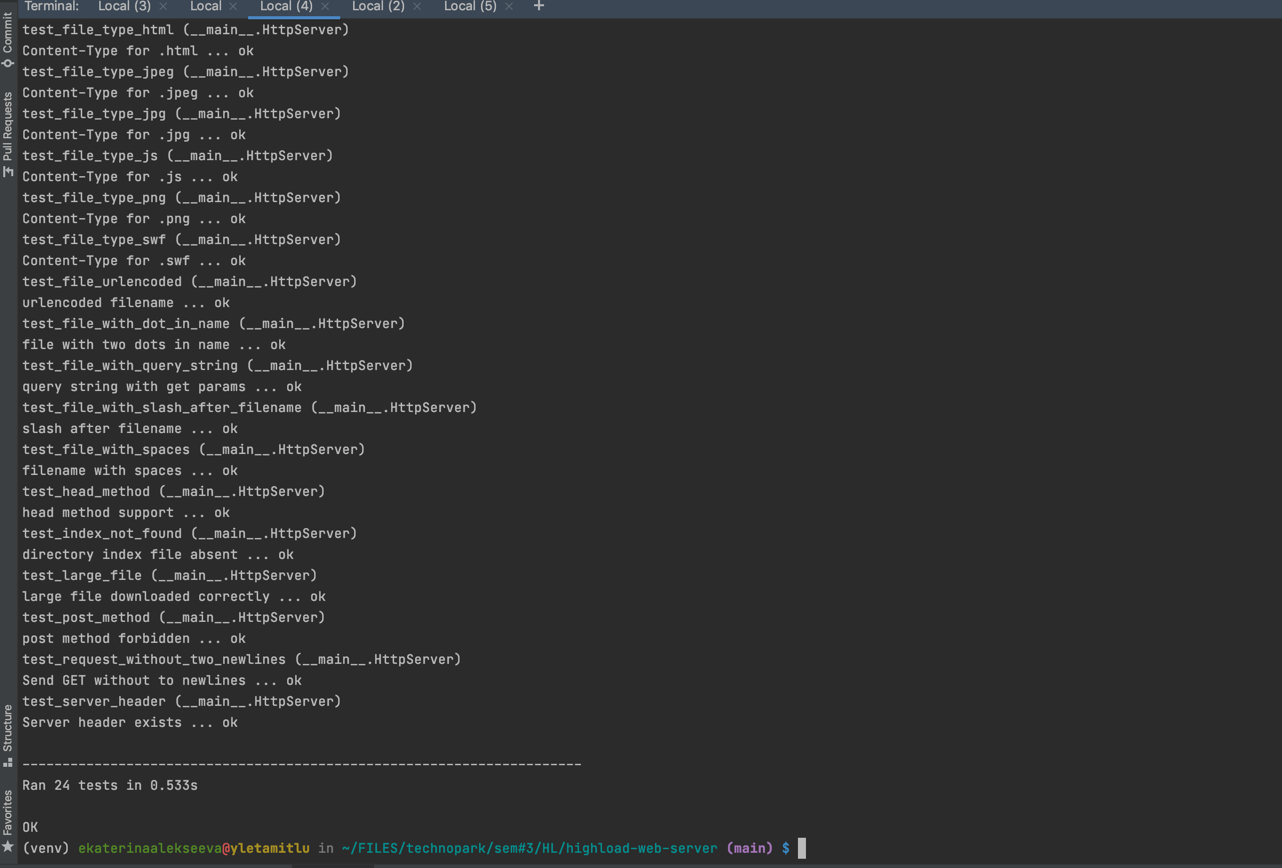 Terminal: Local (3) × Local × Local (4) × Local (2) × Local (5) × +
Commit
Pull Requests
Structure
Favorites
test_file_type_html (__main__.HttpServer)
Content-Type for .html ... ok
test_file_type_jpeg (__main__.HttpServer)
Content-Type for .jpeg ... ok
test_file_type_jpg (__main__.HttpServer)
Content-Type for .jpg ... ok
test_file_type_js (__main__.HttpServer)
Content-Type for .js ... ok
test_file_type_png (__main__.HttpServer)
Content-Type for .png ... ok
test_file_type_swf (__main__.HttpServer)
Content-Type for .swf ... ok
test_file_urlencoded (__main__.HttpServer)
urlencoded filename ... ok
test_file_with_dot_in_name (__main__.HttpServer)
file with two dots in name ... ok
test_file_with_query_string (__main__.HttpServer)
query string with get params ... ok
test_file_with_slash_after_filename (__main__.HttpServer)
slash after filename ... ok
test_file_with_spaces (__main__.HttpServer)
filename with spaces ... ok
test_head_method (__main__.HttpServer)
head method support ... ok
test_index_not_found (__main__.HttpServer)
directory index file absent ... ok
test_large_file (__main__.HttpServer)
large file downloaded correctly ... ok
test_post_method (__main__.HttpServer)
post method forbidden ... ok
test_request_without_two_newlines (__main__.HttpServer)
Send GET without to newlines ... ok
test_server_header (__main__.HttpServer)
Server header exists ... ok
----------------------------------------------------------------------
Ran 24 tests in 0.533s
OK
(venv) ekaterinaalekseeva@yletamitlu in ~/FILES/technopark/sem#3/HL/highload-web-server (main) $